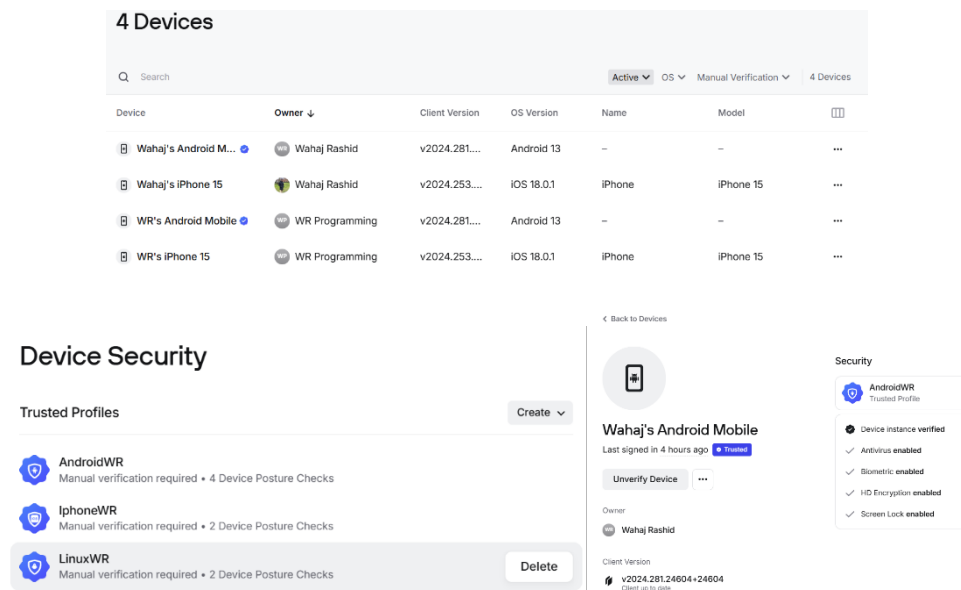 4 Devices
Search
Active OS Manual Verification 4 Devices
Device Owner Client Version OS Version Name Model
Wahaj's Android M... WR Wahaj Rashid v2024.281.... Android 13 – –
Wahaj's iPhone 15 Wahaj Rashid v2024.253.... iOS 18.0.1 iPhone iPhone 15
WR's Android Mobile WP WR Programming v2024.281.... Android 13 – –
WR's iPhone 15 WP WR Programming v2024.253.... iOS 18.0.1 iPhone iPhone 15
Device Security
Trusted Profiles
Create
AndroidWR
Manual verification required • 4 Device Posture Checks
IphoneWR
Manual verification required • 2 Device Posture Checks
LinuxWR
Manual verification required • 2 Device Posture Checks
Delete
Back to Devices
Wahaj's Android Mobile
Last signed in 4 hours ago Trusted
Unverify Device
Owner
WR Wahaj Rashid
Client Version
v2024.281.24604+24604
Client up to date
Security
AndroidWR
Trusted Profile
Device instance verified
Antivirus enabled
Biometric enabled
HD Encryption enabled
Screen Lock enabled